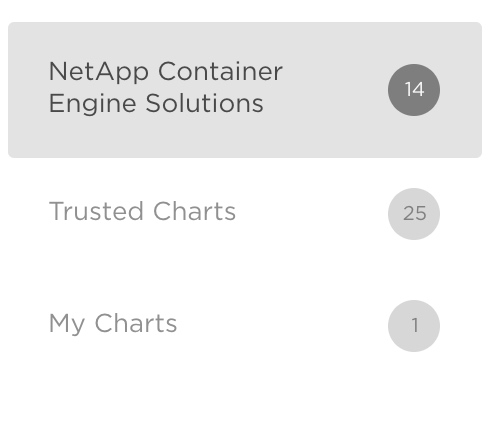 NetApp Container
Engine Solutions
14
Trusted Charts
25
My Charts
1